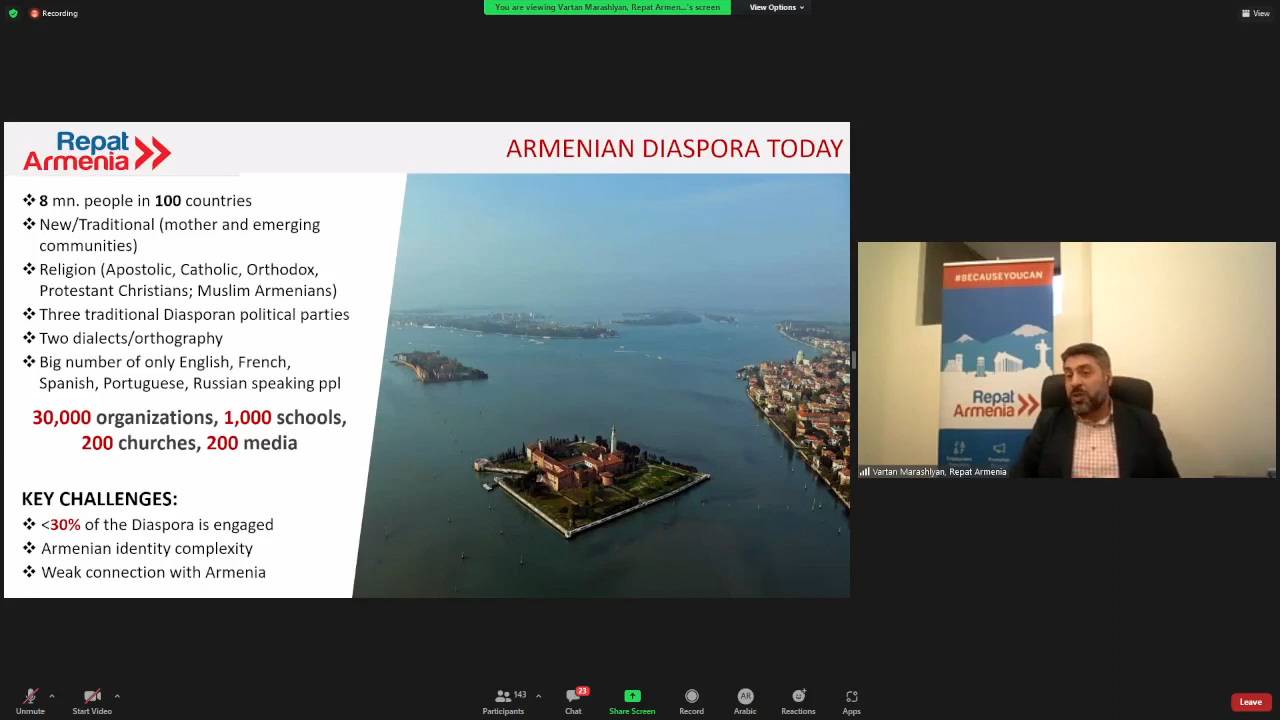 Recording
You are viewing Vartan Marashlyan, Repat Armen...'s screen
View Options
View
Repat
Armenia
ARMENIAN DIASPORA TODAY
❖ 8 mn. people in 100 countries
❖ New/Traditional (mother and emerging
communities)
❖ Religion (Apostolic, Catholic, Orthodox,
Protestant Christians; Muslim Armenians)
❖ Three traditional Diasporan political parties
❖ Two dialects/orthography
❖ Big number of only English, French,
Spanish, Portuguese, Russian speaking ppl
30,000 organizations, 1,000 schools,
200 churches, 200 media
KEY CHALLENGES:
❖ <30% of the Diaspora is engaged
❖ Armenian identity complexity
❖ Weak connection with Armenia
#BECAUSEYOUCAN
Repat
Armenia
Vartan Marashlyan, Repat Armenia
Unmute
Start Video
143
Participants
23
Chat
Share Screen
Record
AR
Arabic
Reactions
Apps
Leave